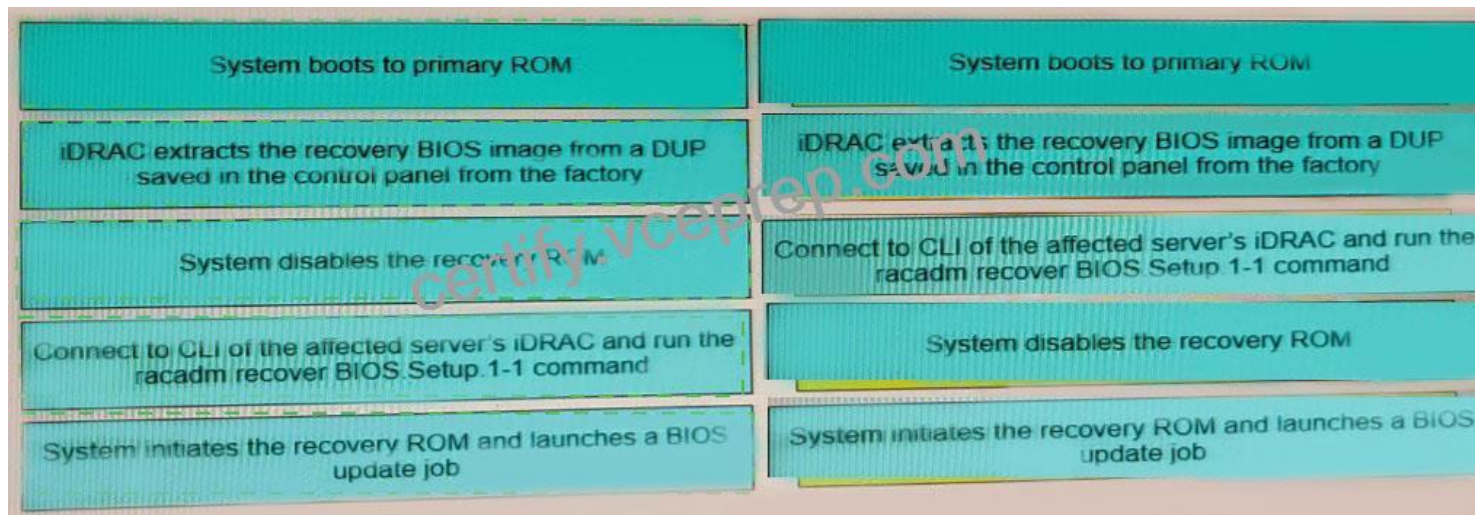 System boots to primary ROM
iDRAC extracts the recovery BIOS image from a DUP
saved in the control panel from the factory
System disables the recovery ROM
Connect to CLI of the affected server's iDRAC and run the
racadm recover BIOS.Setup.1-1 command
System initiates the recovery ROM and launches a BIOS
update job
System boots to primary ROM
iDRAC extracts the recovery BIOS image from a DUP
saved in the control panel from the factory
Connect to CLI of the affected server's iDRAC and run the
racadm recover BIOS.Setup.1-1 command
System disables the recovery ROM
System initiates the recovery ROM and launches a BIOS
update job
certify.vceprep.com